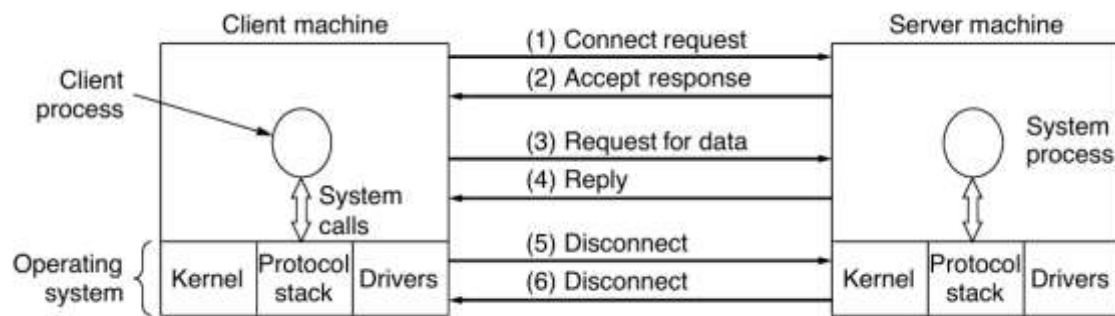 Client machine
Server machine
(1) Connect request
(2) Accept response
Client
process
(3) Request for data
System
process
(4) Reply
System
calls
(5) Disconnect
Operating
system
Kernel
Protocol
stack
Drivers
(6) Disconnect
Kernel
Protocol
stack
Drivers